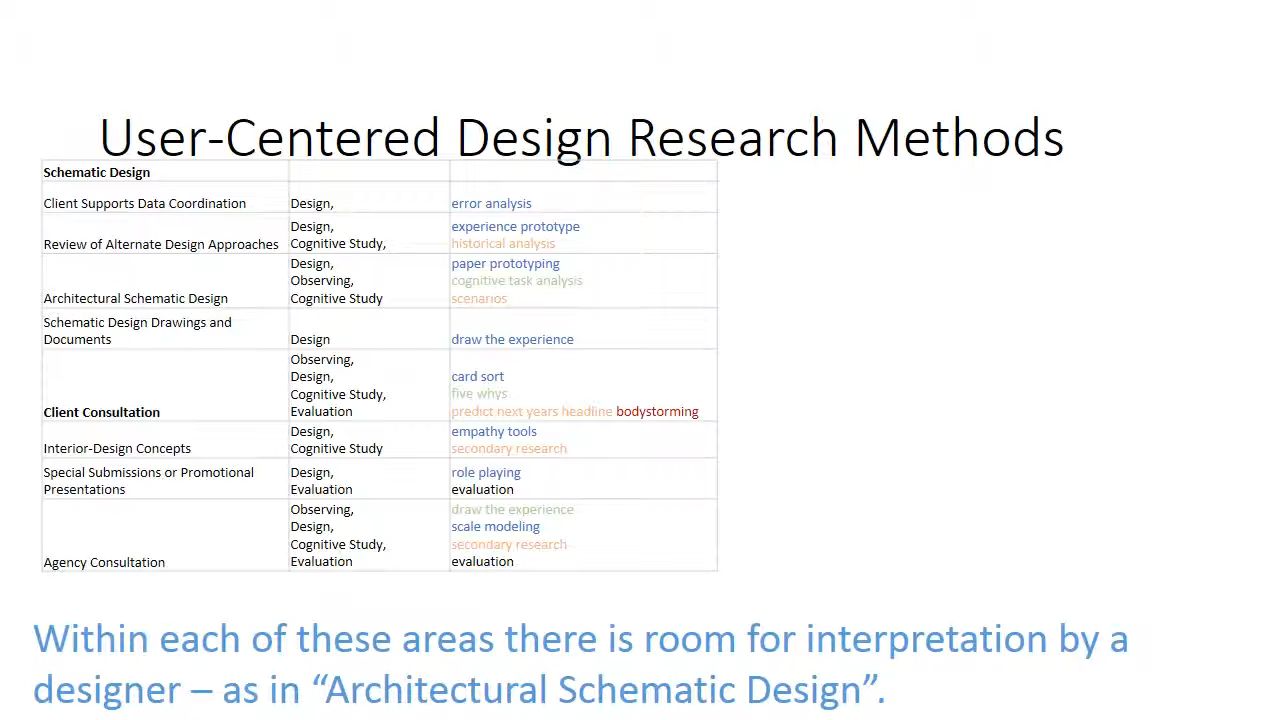 User-Centered Design Research Methods
Schematic Design
Client Supports Data Coordination Design, error analysis
Design, experience prototype
Review of Alternate Design Approaches Cognitive Study, historical analysis
Design, paper prototyping
Observing, cognitive task analysis
Architectural Schematic Design Cognitive Study scenarios
Schematic Design Drawings and
Documents Design draw the experience
Observing,
Design, card sort
Cognitive Study, five whys
Client Consultation Evaluation predict next years headline bodystorming
Design, empathy tools
Interior-Design Concepts Cognitive Study secondary research
Special Submissions or Promotional Design, role playing
Presentations Evaluation evaluation
Observing, draw the experience
Design, scale modeling
Cognitive Study, secondary research
Agency Consultation Evaluation evaluation
Within each of these areas there is room for interpretation by a
designer – as in “Architectural Schematic Design”.